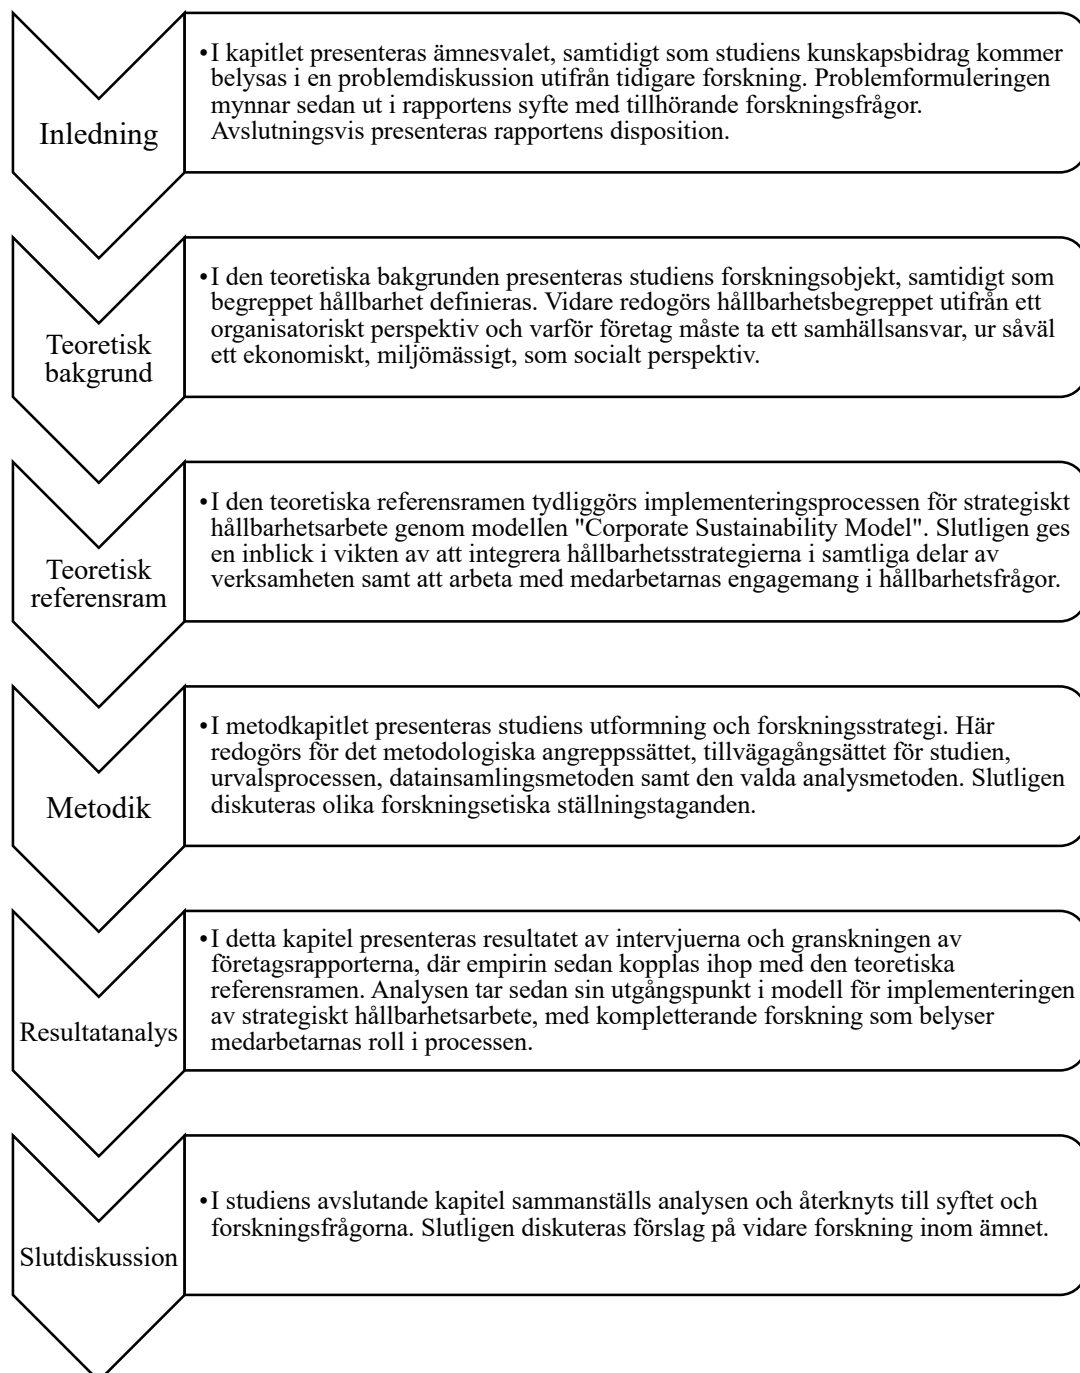 Inledning
•I kapitlet presenteras ämnesvalet, samtidigt som studiens kunskapsbidrag kommer
belysas i en problemdiskussion utifrån tidigare forskning. Problemformuleringen
mynnar sedan ut i rapportens syfte med tillhörande forskningsfrågor.
Avslutningsvis presenteras rapportens disposition.
Teoretisk
bakgrund
•I den teoretiska bakgrunden presenteras studiens forskningsobjekt, samtidigt som
begreppet hållbarhet definieras. Vidare redogörs hållbarhetsbegreppet utifrån ett
organisatoriskt perspektiv och varför företag måste ta ett samhällsansvar, ur såväl
ett ekonomiskt, miljömässigt, som socialt perspektiv.
Teoretisk
referensram
•I den teoretiska referensramen tydliggörs implementeringsprocessen för strategiskt
hållbarhetsarbete genom modellen "Corporate Sustainability Model". Slutligen ges
en inblick i vikten av att integrera hållbarhetsstrategierna i samtliga delar av
verksamheten samt att arbeta med medarbetarnas engagemang i hållbarhetsfrågor.
Metodik
•I metodkapitlet presenteras studiens utformning och forskningsstrategi. Här
redogörs för det metodologiska angreppssättet, tillvägagångsättet för studien,
urvalsprocessen, datainsamlingsmetoden samt den valda analysmetoden. Slutligen
diskuteras olika forskningsetiska ställningstaganden.
Resultatanalys
•I detta kapitel presenteras resultatet av intervjuerna och granskningen av
företagsrapporterna, där empirin sedan kopplas ihop med den teoretiska
referensramen. Analysen tar sedan sin utgångspunkt i modell för implementeringen
av strategiskt hållbarhetsarbete, med kompletterande forskning som belyser
medarbetarnas roll i processen.
Slutdiskussion
•I studiens avslutande kapitel sammanställs analysen och återknyts till syftet och
forskningsfrågorna. Slutligen diskuteras förslag på vidare forskning inom ämnet.